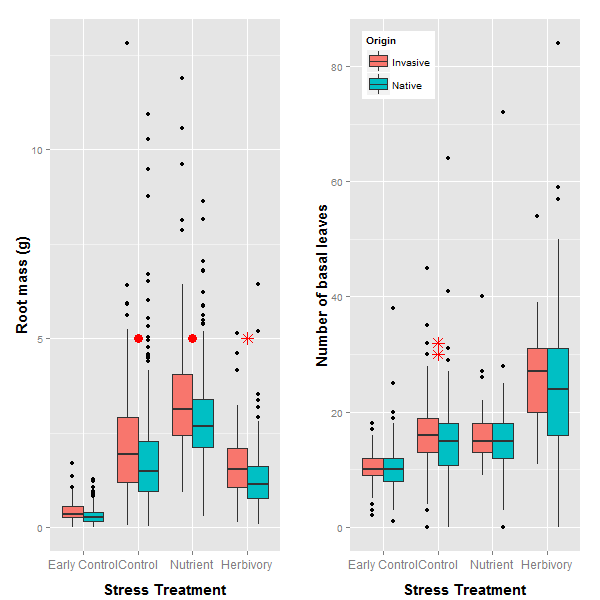 Root mass (g)
10
5
0
Early Control Control Nutrient Herbivory
Stress Treatment
Number of basal leaves
80
60
40
20
0
Origin
Invasive
Native
Early Control Control Nutrient Herbivory
Stress Treatment